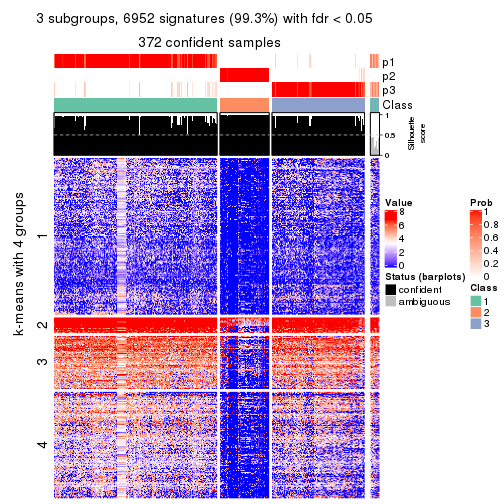 3 subgroups, 6952 signatures (99.3%) with fdr < 0.05
372 confident samples
p1
p2
p3
Class
1
0.5
0
Silhouette
score
k-means with 4 groups
1
2
3
4
Value
8
6
4
2
0
Status (barplots)
confident
ambiguous
Prob
1
0.8
0.6
0.4
0.2
0
Class
1
2
3